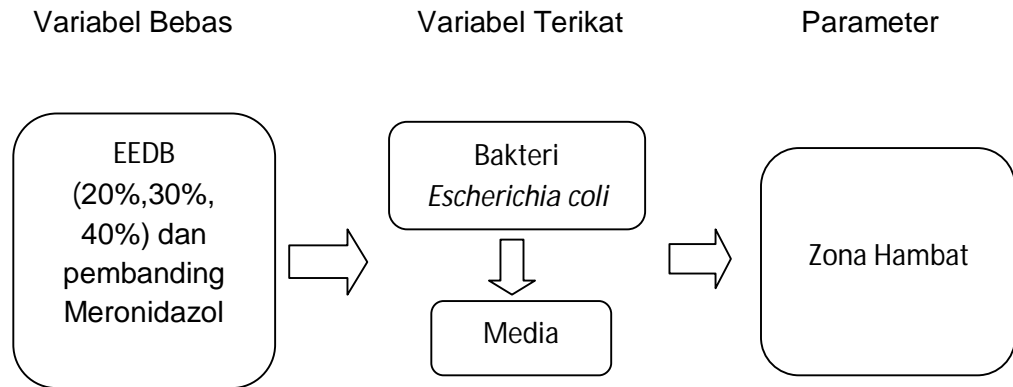 Variabel Bebas
Variabel Terikat
Parameter
EEDB
(20%,30%,
40%) dan
pembanding
Meronidazol
Bakteri
Escherichia coli
Media
Zona Hambat